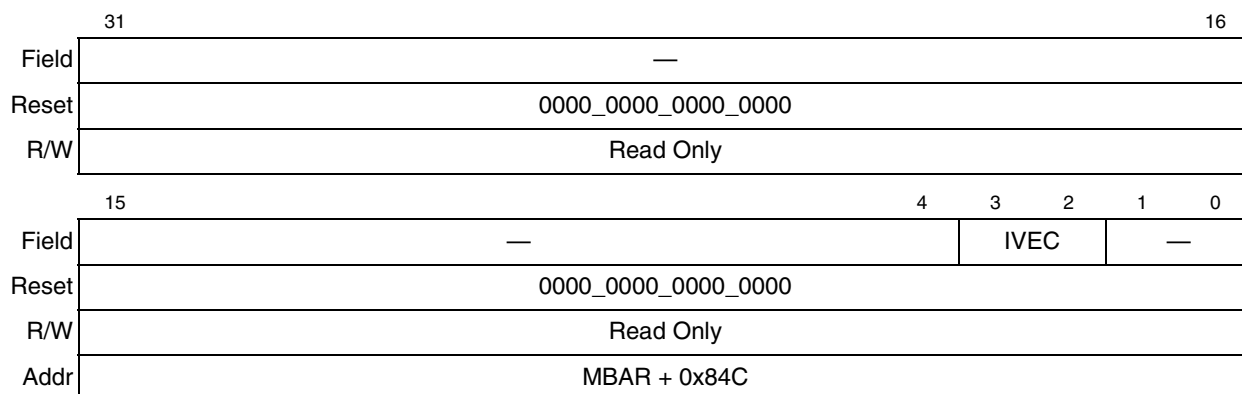 31 16
Field —
Reset 0000_0000_0000_0000
R/W Read Only
15 4 3 2 1 0
Field — IVEC —
Reset 0000_0000_0000_0000
R/W Read Only
Addr MBAR + 0x84C